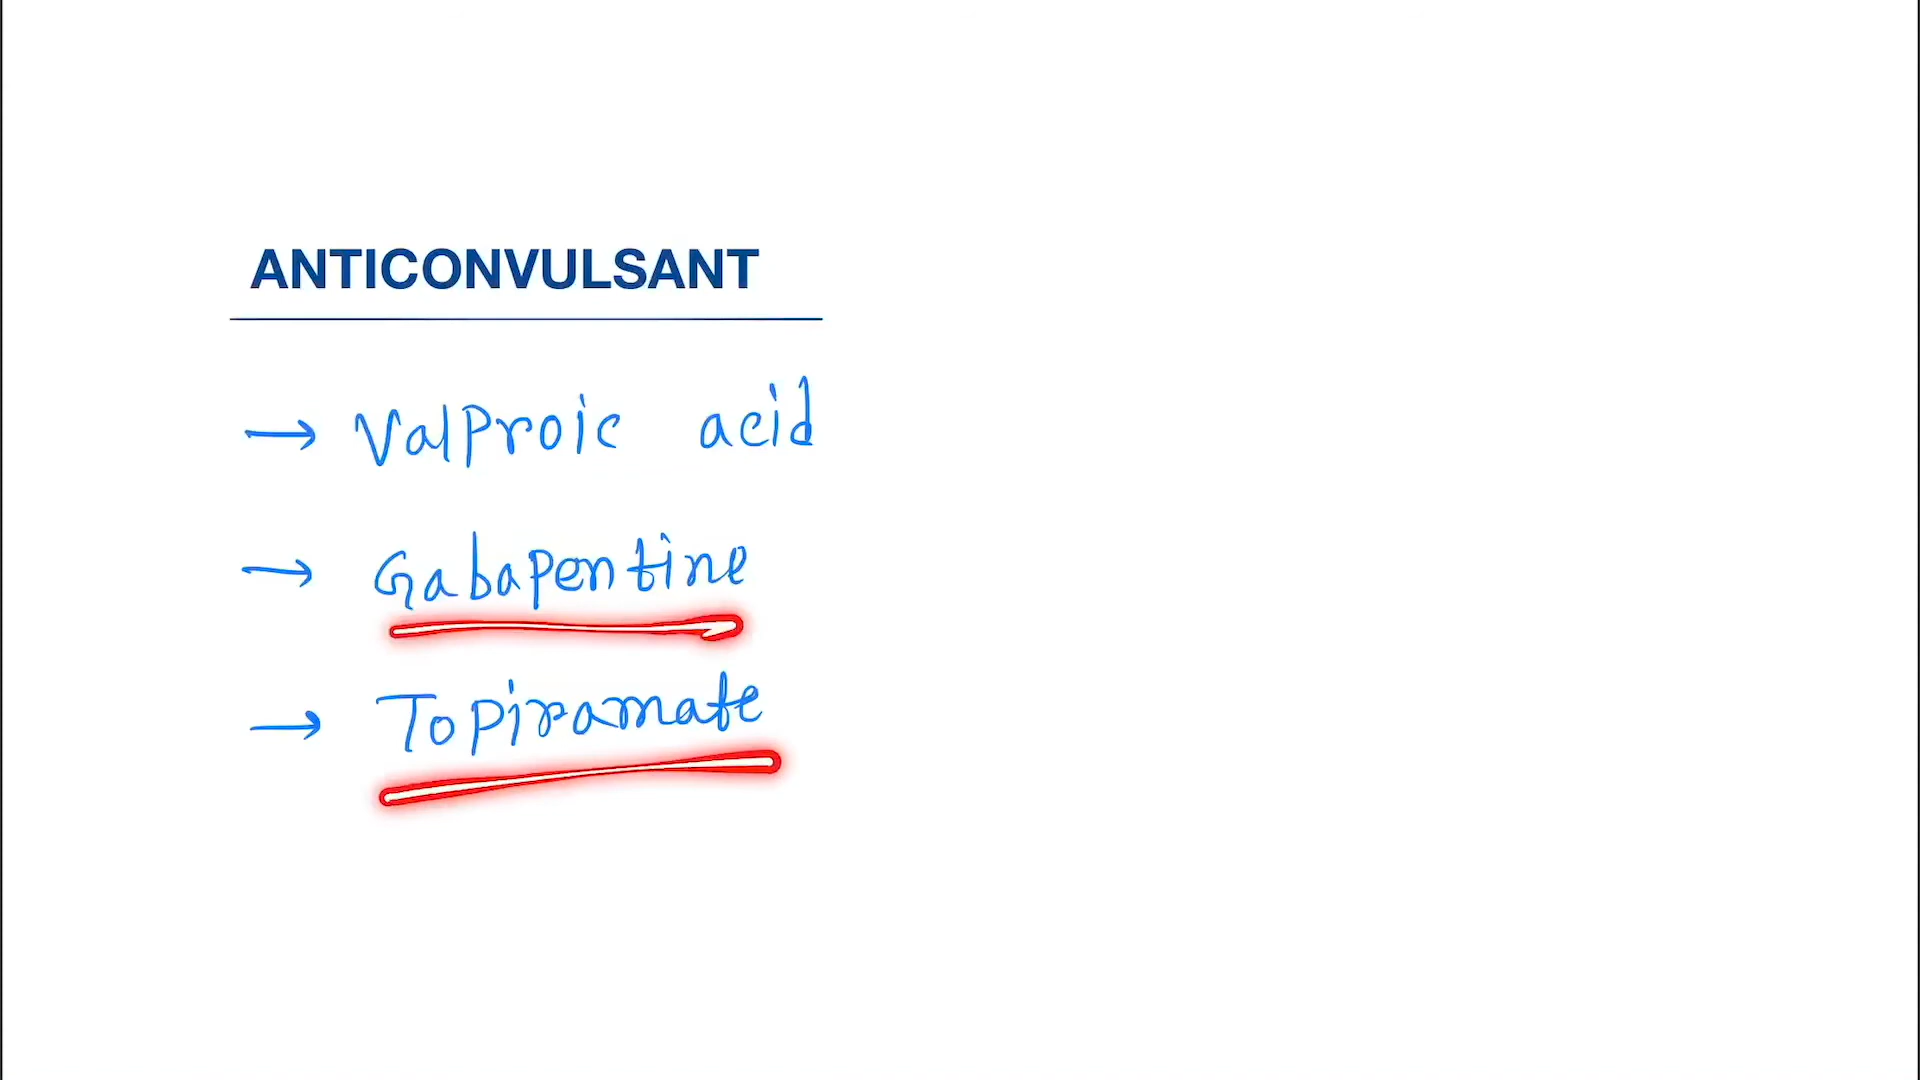 ANTICONVULSANT
→ Valproic acid
→ Gabapentine
→ Topiramate